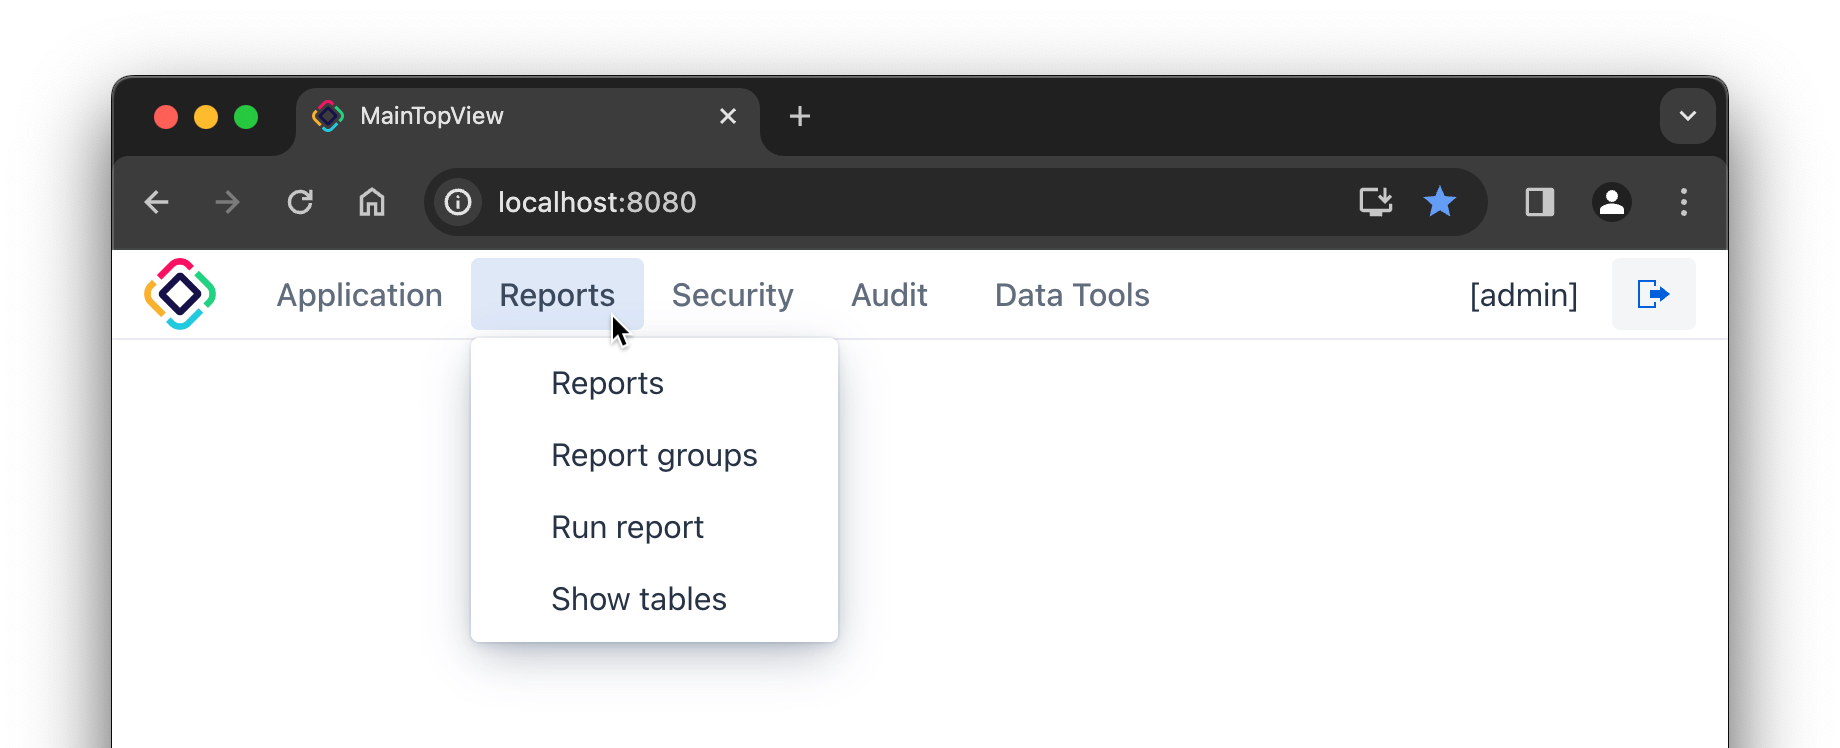 MainTopView
localhost:8080
Application Reports Security Audit Data Tools [admin]
Reports
Report groups
Run report
Show tables